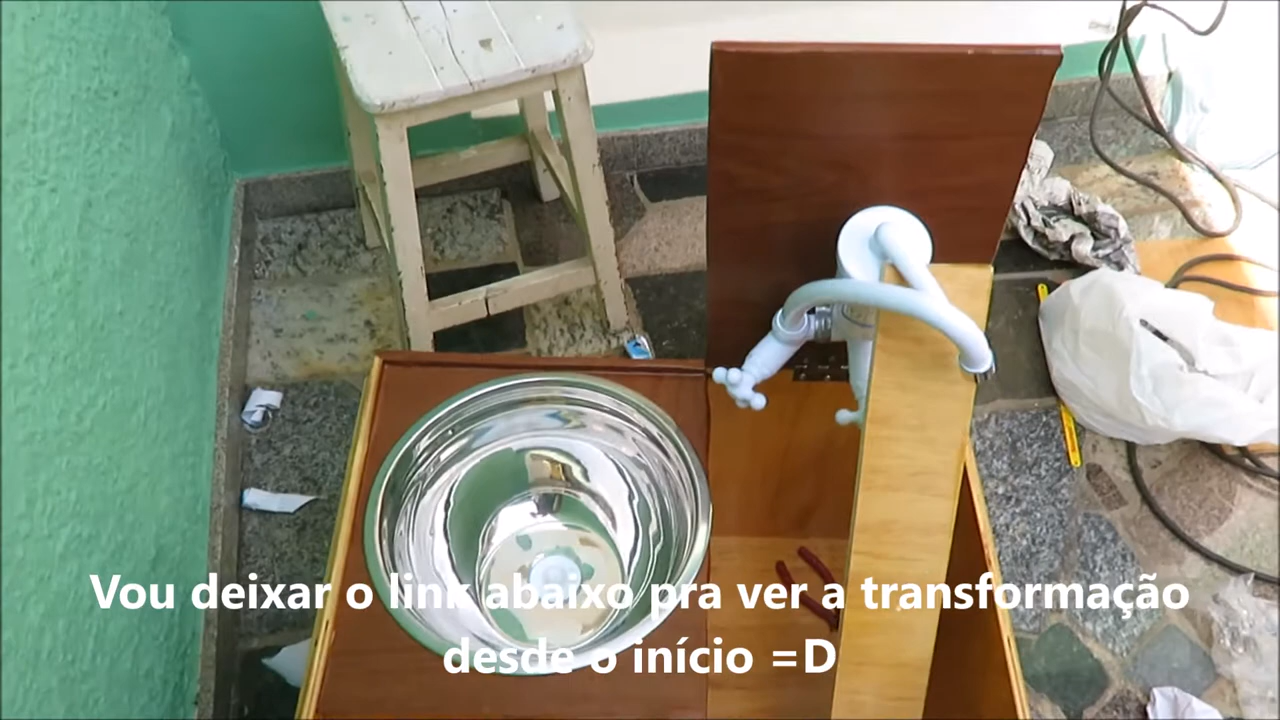 Vou deixar o link abaixo pra ver a transformação
desde o início =D